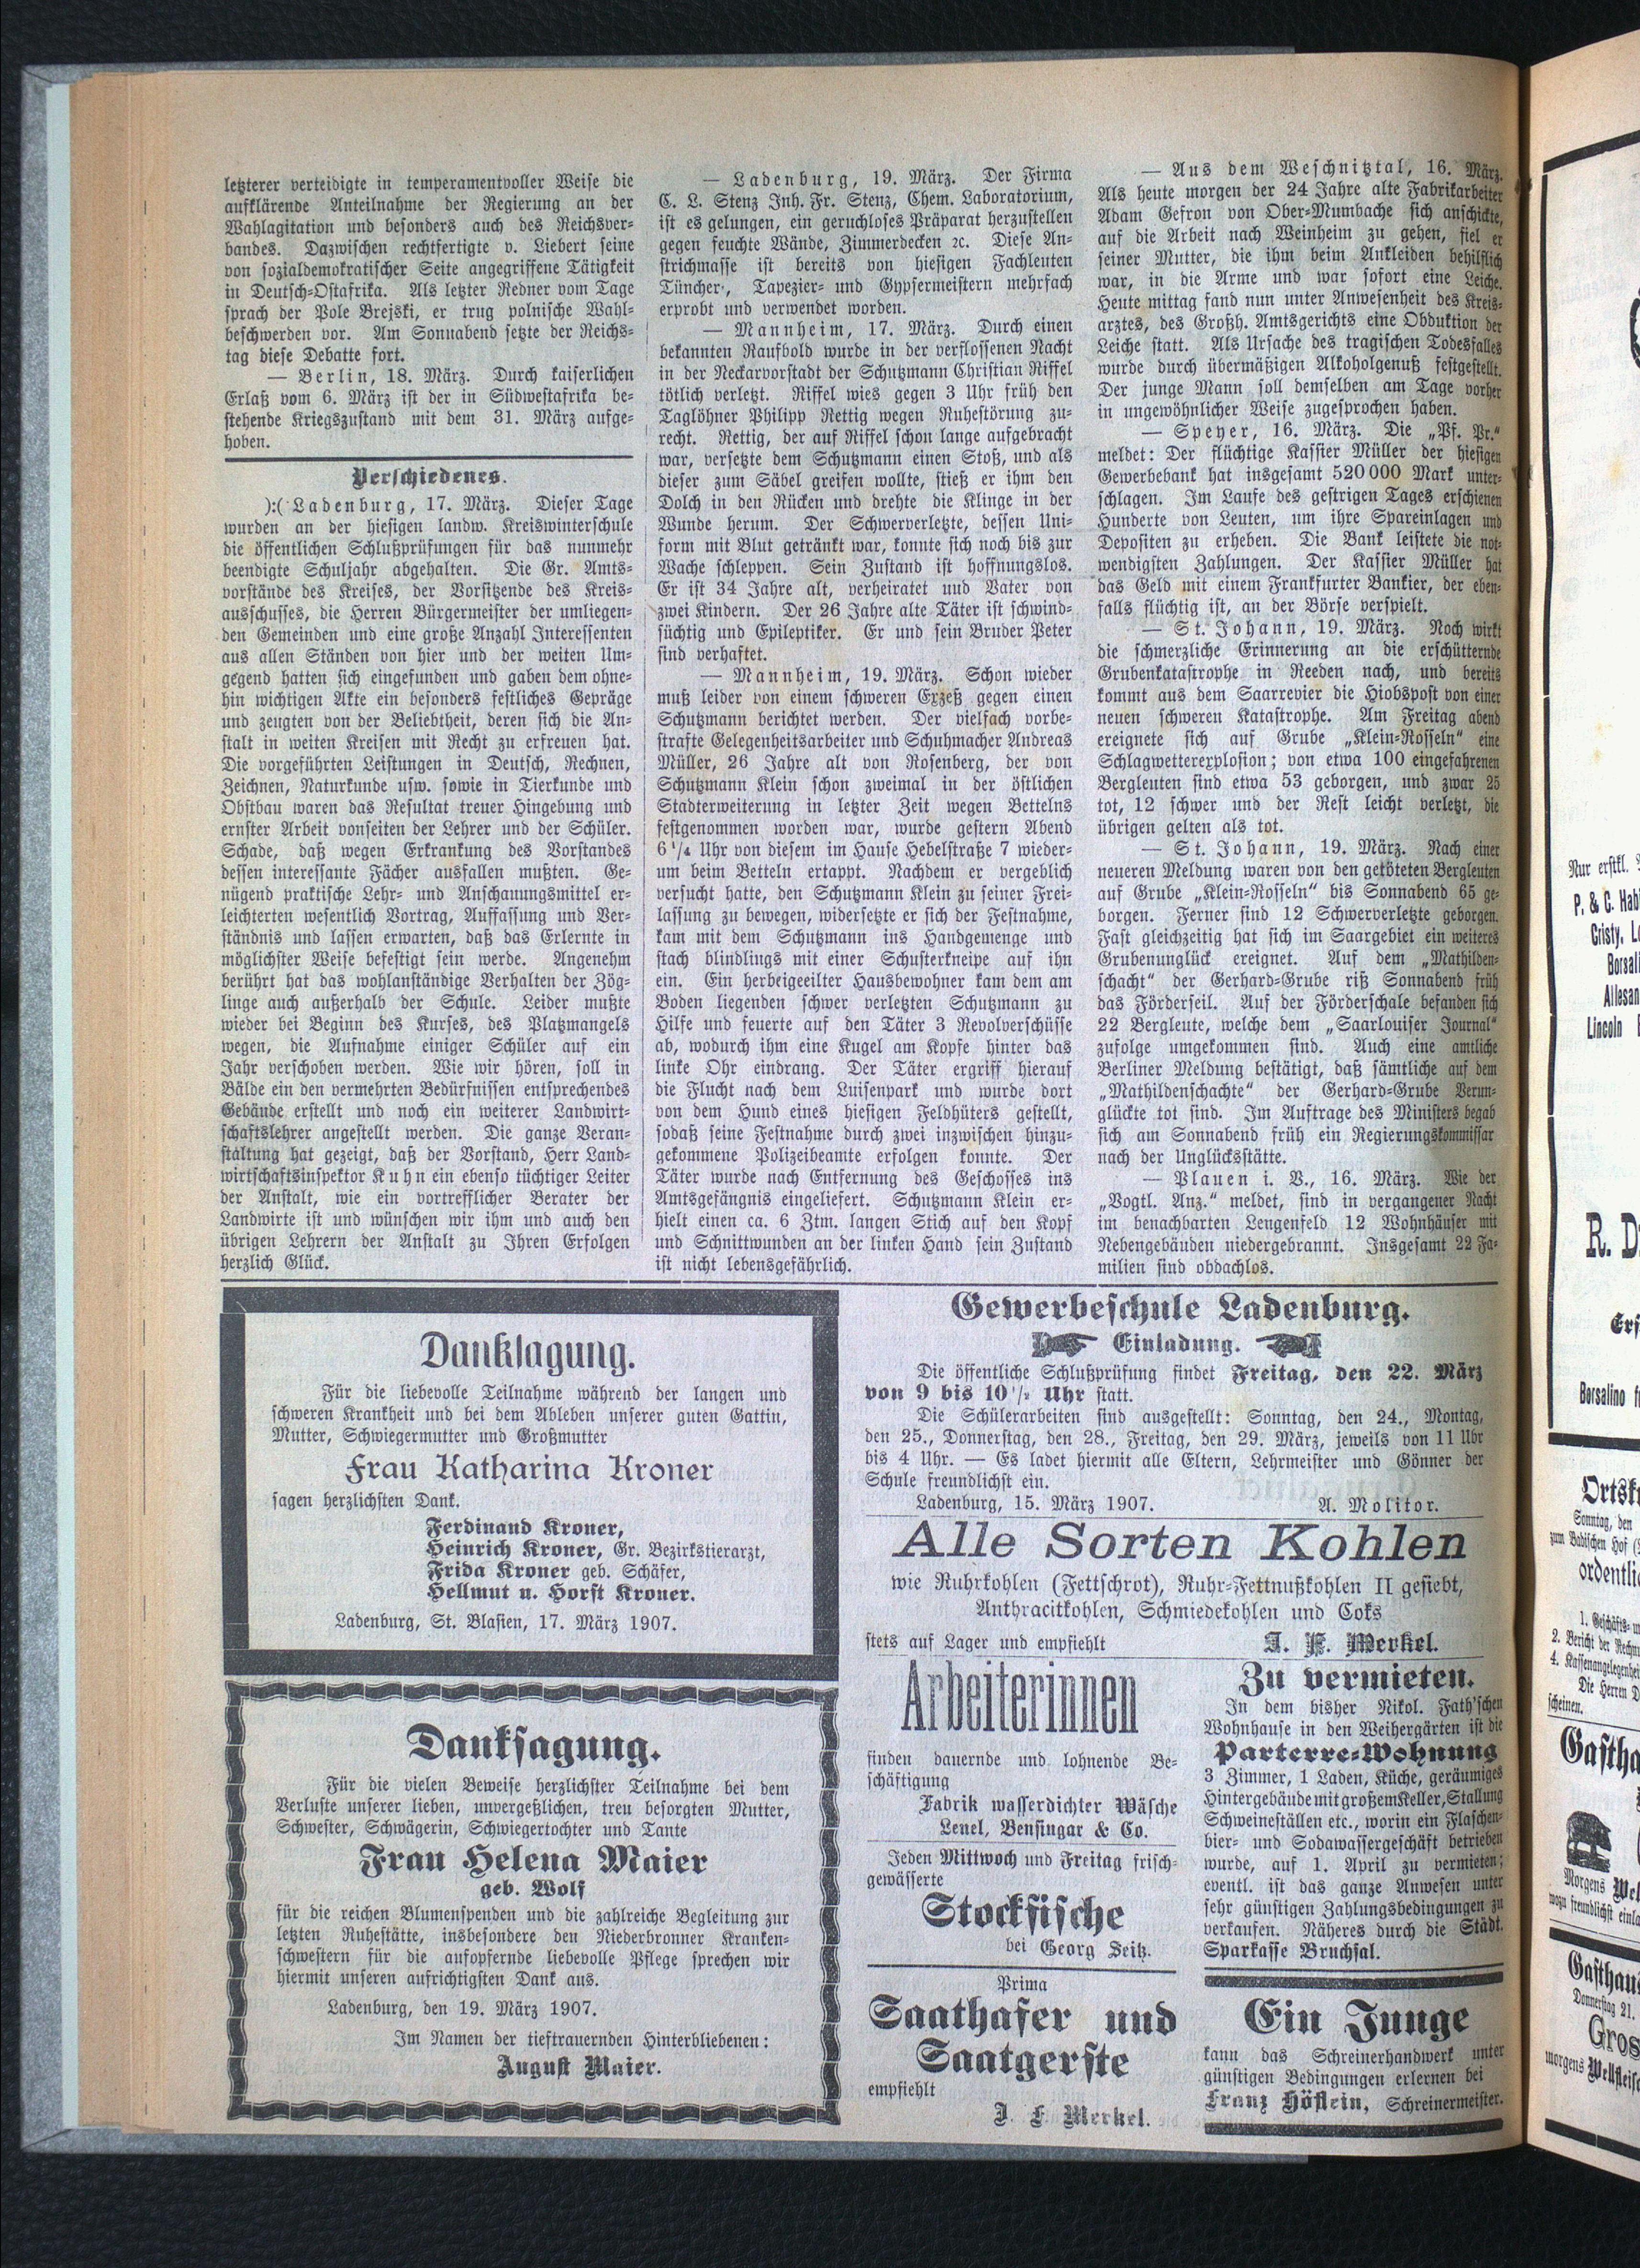 letzterer verteidigte in temperamentvoller Weise die
aufklärende Anteilnahme der Regierung an der
Wahlagitation und besonders auch des Reichsver-
bandes. Dazwischen rechtfertigte v. Liebert seine
von sozialdemokratischer Seite angegriffene Tätigkeit
in Deutsch-Ostafrika. Als letzter Redner vom Tage
sprach der Pole Brejski, er trug polnische Wahl-
beschwerden vor. Am Sonnabend setzte der Reichs-
tag diese Debatte fort.
— Berlin, 18. März. Durch kaiserlichen
Erlaß vom 6. März ist der in Südwestafrika be-
stehende Kriegszustand mit dem 31. März aufge-
hoben.
Verschiedenes.
):( Ladenburg, 17. März. Dieser Tage
wurden an der hiesigen landw. Kreiswinterschule
die öffentlichen Schlußprüfungen für das nunmehr
beendigte Schuljahr abgehalten. Die Gr. Amts-
vorstände des Kreises, der Vorsitzende des Kreis-
ausschusses, die Herren Bürgermeister der umliegen-
den Gemeinden und eine große Anzahl Interessenten
aus allen Ständen von hier und der weiten Um-
gegend hatten sich eingefunden und gaben dem ohne-
hin wichtigen Akte ein besonders festliches Gepräge
und zeugten von der Beliebtheit, deren sich die An-
stalt in weiten Kreisen mit Recht zu erfreuen hat.
Die vorgeführten Leistungen in Deutsch, Rechnen,
Zeichnen, Naturkunde usw. sowie in Tierkunde und
Obstbau waren das Resultat treuer Hingebung und
ernster Arbeit vonseiten der Lehrer und der Schüler.
Schade, daß wegen Erkrankung des Vorstandes
dessen interessante Fächer ausfallen mußten. Ge-
nügend praktische Lehr- und Anschauungsmittel er-
leichterten wesentlich Vortrag, Auffassung und Ver-
ständnis und lassen erwarten, daß das Erlernte in
möglichster Weise befestigt sein werde. Angenehm
berührt hat das wohlanständige Verhalten der Zög-
linge auch außerhalb der Schule. Leider mußte
wieder bei Beginn des Kurses, des Platzmangels
wegen, die Aufnahme einiger Schüler auf ein
Jahr verschoben werden. Wie wir hören, soll in
Bälde ein den vermehrten Bedürfnissen entsprechendes
Gebäude erstellt und noch ein weiterer Landwirt-
schaftslehrer angestellt werden. Die ganze Veran-
staltung hat gezeigt, daß der Vorstand, Herr Land-
wirtschaftsinspektor Kuhn ein ebenso tüchtiger Leiter
der Anstalt, wie ein vortrefflicher Berater der
Landwirte ist und wünschen wir ihm und auch den
übrigen Lehrern der Anstalt zu Ihren Erfolgen
herzlich Glück.
— Ladenburg, 19. März. Der Firma
C. L. Stenz Inh. Fr. Stenz, Chem. Laboratorium,
ist es gelungen, ein geruchloses Präparat herzustellen
gegen feuchte Wände, Zimmerdecken ꝛc. Diese An-
strichmasse ist bereits von hiesigen Fachleuten
Tüncher-, Tapezier- und Gypsermeistern mehrfach
erprobt und verwendet worden.
— Mannheim, 17. März. Durch einen
bekannten Raufbold wurde in der verflossenen Nacht
in der Neckarvorstadt der Schutzmann Christian Riffel
tötlich verletzt. Riffel wies gegen 3 Uhr früh den
Taglöhner Philipp Rettig wegen Ruhestörung zu-
recht. Rettig, der auf Riffel schon lange aufgebracht
war, versetzte dem Schutzmann einen Stoß, und als
dieser zum Säbel greifen wollte, stieß er ihm den
Dolch in den Rücken und drehte die Klinge in der
Wunde herum. Der Schwerverletzte, dessen Uni-
form mit Blut getränkt war, konnte sich noch bis zur
Wache schleppen. Sein Zustand ist hoffnungslos.
Er ist 34 Jahre alt, verheiratet und Vater von
zwei Kindern. Der 26 Jahre alte Täter ist schwind-
süchtig und Epileptiker. Er und sein Bruder Peter
sind verhaftet.
— Mannheim, 19. März. Schon wieder
muß leider von einem schweren Exzeß gegen einen
Schutzmann berichtet werden. Der vielfach vorbe-
strafte Gelegenheitsarbeiter und Schuhmacher Andreas
Müller, 26 Jahre alt von Rosenberg, der von
Schutzmann Klein schon zweimal in der östlichen
Stadterweiterung in letzter Zeit wegen Bettelns
festgenommen worden war, wurde gestern Abend
6 1/4 Uhr von diesem im Hause Hebelstraße 7 wieder-
um beim Betteln ertappt. Nachdem er vergeblich
versucht hatte, den Schutzmann Klein zu seiner Frei-
lassung zu bewegen, widersetzte er sich der Festnahme,
kam mit dem Schutzmann ins Handgemenge und
stach blindlings mit einer Schusterkneipe auf ihn
ein. Ein herbeigeeilter Hausbewohner kam dem am
Boden liegenden schwer verletzten Schutzmann zu
Hilfe und feuerte auf den Täter 3 Revolverschüsse
ab, wodurch ihm eine Kugel am Kopfe hinter das
linke Ohr eindrang. Der Täter ergriff hierauf
die Flucht nach dem Luisenpark und wurde dort
von dem Hund eines hiesigen Feldhüters gestellt,
sodaß seine Festnahme durch zwei inzwischen hinzu-
gekommene Polizeibeamte erfolgen konnte. Der
Täter wurde nach Entfernung des Geschosses ins
Amtsgefängnis eingeliefert. Schutzmann Klein er-
hielt einen ca. 6 Ztm. langen Stich auf den Kopf
und Schnittwunden an der linken Hand sein Zustand
ist nicht lebensgefährlich.
— Aus dem Weschnitztal, 16. März.
Als heute morgen der 24 Jahre alte Fabrikarbeiter
Adam Gefron von Ober-Mumbache sich anschickte,
auf die Arbeit nach Weinheim zu gehen, fiel er
seiner Mutter, die ihm beim Ankleiden behilflich
war, in die Arme und war sofort eine Leiche.
Heute mittag fand nun unter Anwesenheit des Kreis-
arztes, des Großh. Amtsgerichts eine Obduktion der
Leiche statt. Als Ursache des tragischen Todesfalles
wurde durch übermäßigen Alkoholgenuß festgestellt.
Der junge Mann soll demselben am Tage vorher
in ungewöhnlicher Weise zugesprochen haben.
— Speyer, 16. März. Die „Pf. Pr.“
meldet: Der flüchtige Kassier Müller der hiesigen
Gewerbebank hat insgesamt 520000 Mark unter-
schlagen. Im Laufe des gestrigen Tages erschienen
Hunderte von Leuten, um ihre Spareinlagen und
Depositen zu erheben. Die Bank leistete die not-
wendigsten Zahlungen. Der Kassier Müller hat
das Geld mit einem Frankfurter Bankier, der eben-
falls flüchtig ist, an der Börse verspielt.
— St. Johann, 19. März. Noch wirkt
die schmerzliche Erinnerung an die erschütternde
Grubenkatastrophe in Reeden nach, und bereits
kommt aus dem Saarrevier die Hiobspost von einer
neuen schweren Katastrophe. Am Freitag abend
ereignete sich auf Grube „Klein-Rosseln“ eine
Schlagwetterexplosion; von etwa 100 eingefahrenen
Bergleuten sind etwa 53 geborgen, und zwar 25
tot, 12 schwer und der Rest leicht verletzt, die
übrigen gelten als tot.
— St. Johann, 19. März. Nach einer
neueren Meldung waren von den getöteten Bergleuten
auf Grube „Klein-Rosseln“ bis Sonnabend 65 ge-
borgen. Ferner sind 12 Schwerverletzte geborgen.
Fast gleichzeitig hat sich im Saargebiet ein weiteres
Grubenunglück ereignet. Auf dem „Mathilden-
schacht“ der Gerhard-Grube riß Sonnabend früh
das Förderseil. Auf der Förderschale befanden sich
22 Bergleute, welche dem „Saarlouiser Journal“
zufolge umgekommen sind. Auch eine amtliche
Berliner Meldung bestätigt, daß sämtliche auf dem
„Mathildenschachte“ der Gerhard-Grube Verun-
glückte tot sind. Im Auftrage des Ministers begab
sich am Sonnabend früh ein Regierungskommissar
nach der Unglücksstätte.
— Plauen i. V., 16. März. Wie der
„Vogtl. Anz.“ meldet, sind in vergangener Nacht
im benachbarten Lengenfeld 12 Wohnhäuser mit
Nebengebäuden niedergebrannt. Insgesamt 22 Fa-
milien sind obdachlos.
Danksagung.
Für die liebevolle Teilnahme während der langen und
schweren Krankheit und bei dem Ableben unserer guten Gattin,
Mutter, Schwiegermutter und Großmutter
Frau Katharina Kroner
sagen herzlichsten Dank.
Ferdinand Kroner,
Heinrich Kroner, Gr. Bezirkstierarzt,
Frida Kroner geb. Schäfer,
Hellmut u. Horst Kroner.
Ladenburg, St. Blasien, 17. März 1907.
Danksagung.
Für die vielen Beweise herzlichster Teilnahme bei dem
Verluste unserer lieben, unvergeßlichen, treu besorgten Mutter,
Schwester, Schwägerin, Schwiegertochter und Tante
Frau Helena Maier
geb. Wolf
für die reichen Blumenspenden und die zahlreiche Begleitung zur
letzten Ruhestätte, insbesondere den Niederbronner Kranken-
schwestern für die aufopfernde liebevolle Pflege sprechen wir
hiermit unseren aufrichtigsten Dank aus.
Ladenburg, den 19. März 1907.
Im Namen der tieftrauernden Hinterbliebenen:
August Maier.
Gewerbeschule Ladenburg.
Einladung.
Die öffentliche Schlußprüfung findet Freitag, den 22. März
von 9 bis 10 1/2 Uhr statt.
Die Schülerarbeiten sind ausgestellt: Sonntag, den 24., Montag,
den 25., Donnerstag, den 28., Freitag, den 29. März, jeweils von 11 Uhr
bis 4 Uhr. — Es ladet hiermit alle Eltern, Lehrmeister und Gönner der
Schule freundlichst ein.
Ladenburg, 15. März 1907. A. Molitor.
Alle Sorten Kohlen
wie Ruhrkohlen (Fettschrot), Ruhr-Fettnußkohlen II gesiebt,
Anthracitkohlen, Schmiedekohlen und Coks
stets auf Lager und empfiehlt J. F. Merkel.
Arbeiterinnen
finden dauernde und lohnende Be-
schäftigung
Fabrik wasserdichter Wäsche
Lenel, Bensingar & Co.
Jeden Mittwoch und Freitag frisch-
gewässerte
Stockfische
bei Georg Seitz.
Prima
Saathafer und
Saatgerste
empfiehlt
J. F. Merkel.
Zu vermieten.
In dem bisher Nikol. Fath'schen
Wohnhause in den Weihergärten ist die
Parterre-Wohnung
3 Zimmer, 1 Laden, Küche, geräumiges
Hintergebäude mit großem Keller, Stallung
Schweineställen etc., worin ein Flaschen-
bier- und Sodawassergeschäft betrieben
wurde, auf 1. April zu vermieten;
eventl. ist das ganze Anwesen unter
sehr günstigen Zahlungsbedingungen zu
verkaufen. Näheres durch die Städt.
Sparkasse Bruchsal.
Ein Junge
kann das Schreinerhandwerk unter
günstigen Bedingungen erlernen bei
Franz Höflein, Schreinermeister.
Nur erstkl.
P. & C. Hab
Cristy, L
Borsali
Allesan
Lincoln
R. D
Borsalino
Sonntag, den
zum Badischen Hof
ordentli
4. Kassenangelegenhei
Die Herren
scheinen.
Gastha
Morgens Wel
wozu freundlichst einla
Gasthau
Donnerstag 21.
Gros
morgens Wellfleisc